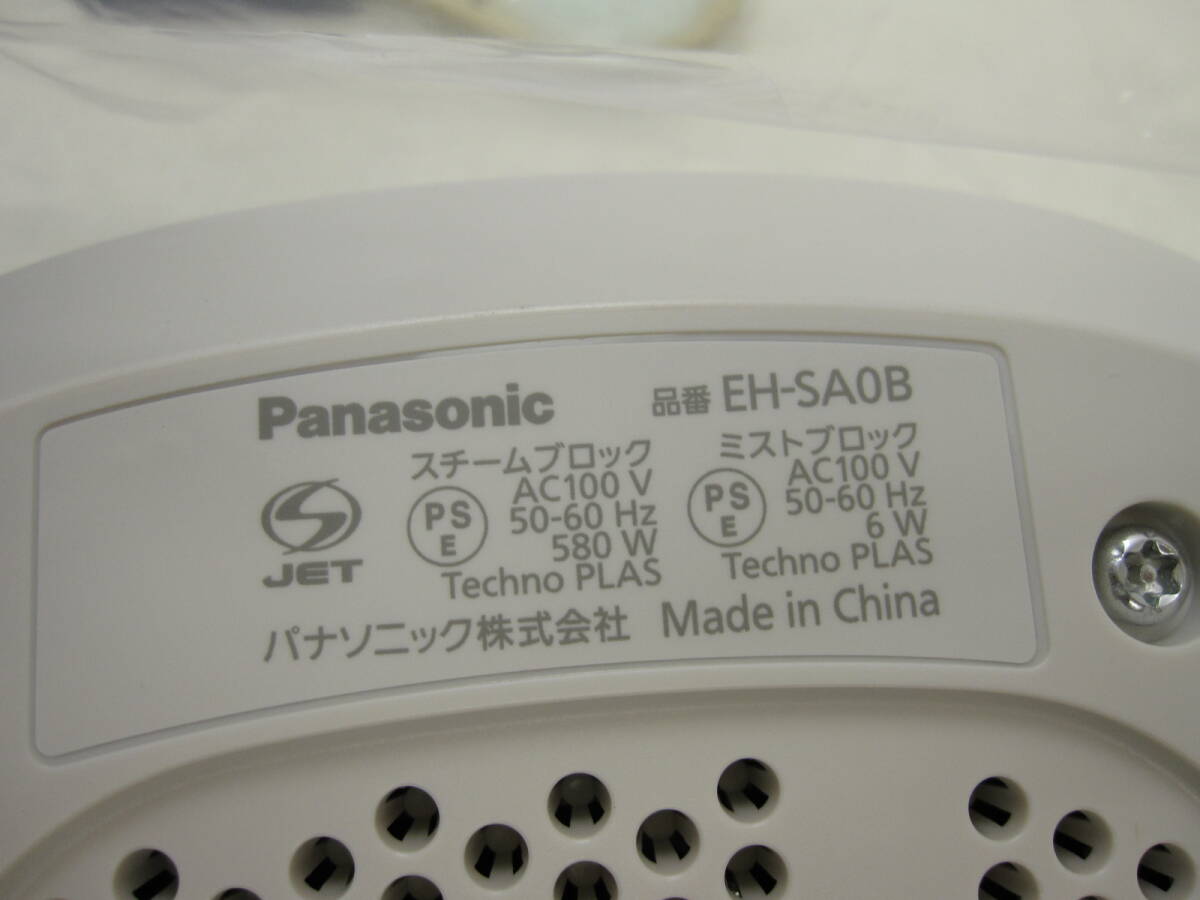 Panasonic 品番 EH-SA0B
スチームブロック
PS
E
AC100 V
50-60 Hz
580 W
Techno PLAS
ミストブロック
PS
E
AC100 V
50-60 Hz
6 W
Techno PLAS
JET
パナソニック株式会社 Made in China